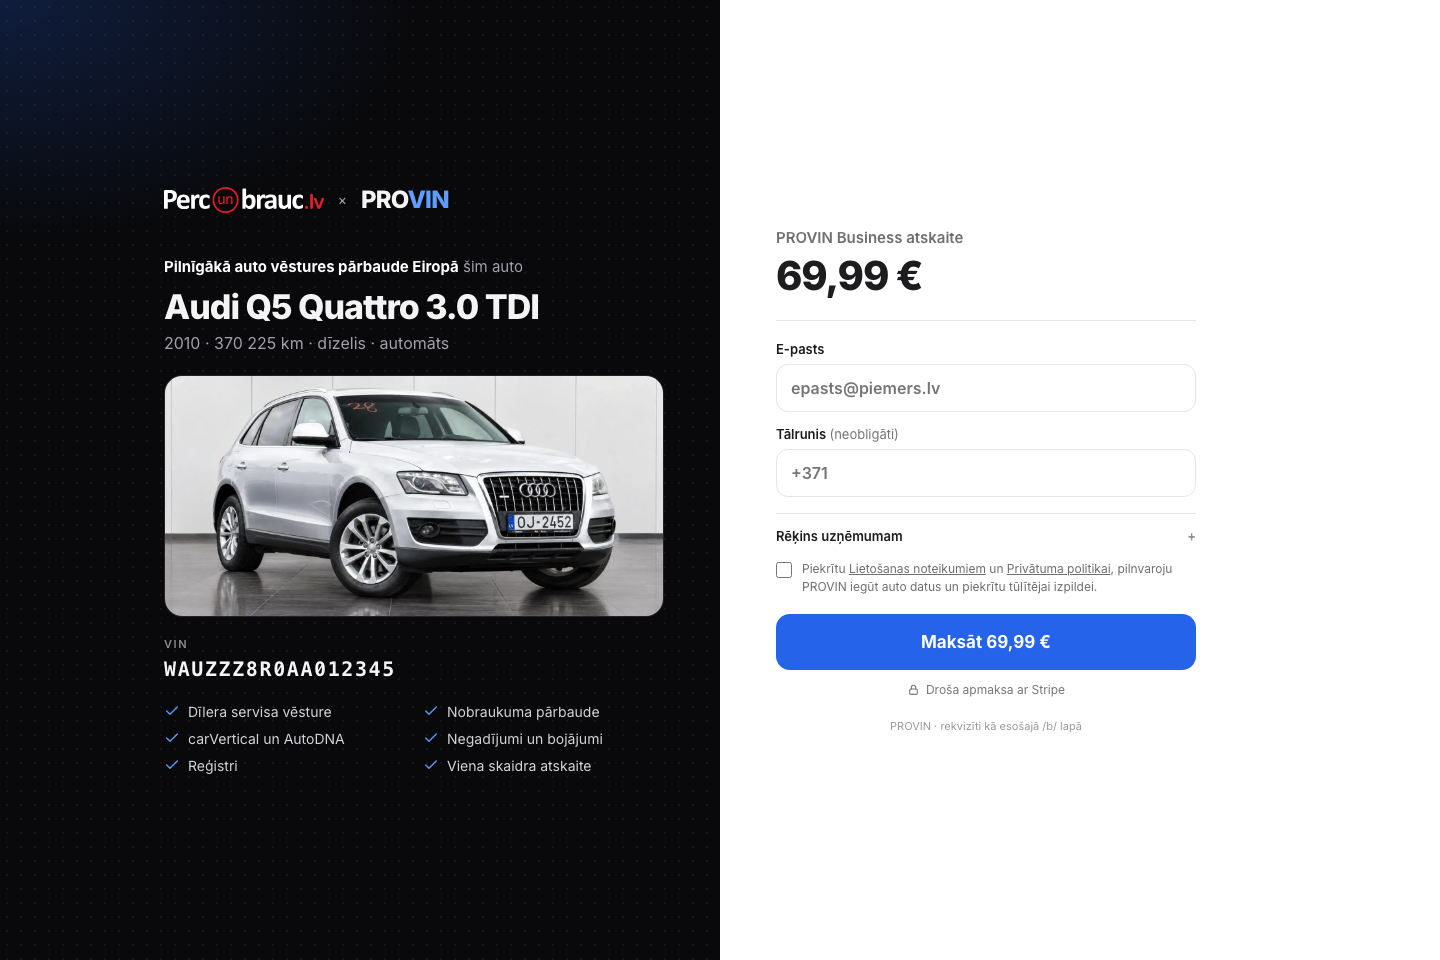 Perc un brauc.lv × PROVIN
Pilnīgākā auto vēstures pārbaude Eiropā šim auto
Audi Q5 Quattro 3.0 TDI
2010 · 370 225 km · dīzelis · automāts
28
OJ-2452
VIN
WAUZZZ8R0AA012345
Dīlera servisa vēsture
Nobraukuma pārbaude
carVertical un AutoDNA
Negadījumi un bojājumi
Reģistri
Viena skaidra atskaite
PROVIN Business atskaite
69,99 €
E-pasts
epasts@piemers.lv
Tālrunis (neobligāti)
+371
Rēķins uzņēmumam +
Piekrītu Lietošanas noteikumiem un Privātuma politikai, pilnvaroju
PROVIN iegūt auto datus un piekrītu tūlītējai izpildei.
Maksāt 69,99 €
Droša apmaksa ar Stripe
PROVIN · rekvizīti kā esošajā /b/ lapā